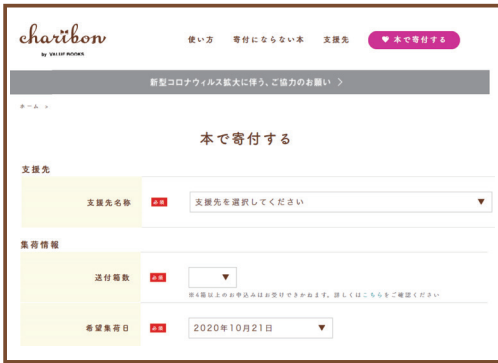 charibon
by VALUE BOOKS
使い方 寄付にならない本 支援先 本で寄付する
新型コロナウィルス拡大に伴う、ご協力のお願い 〉
ホーム »
本で寄付する
支援先
支援先名称 必須 支援先を選択してください ▼
集荷情報
送付箱数 必須 ▼
※6箱以上のお申込みはお受けできかねます。詳しくはこちらをご確認ください
希望集荷日 必須 2020年10月21日 ▼